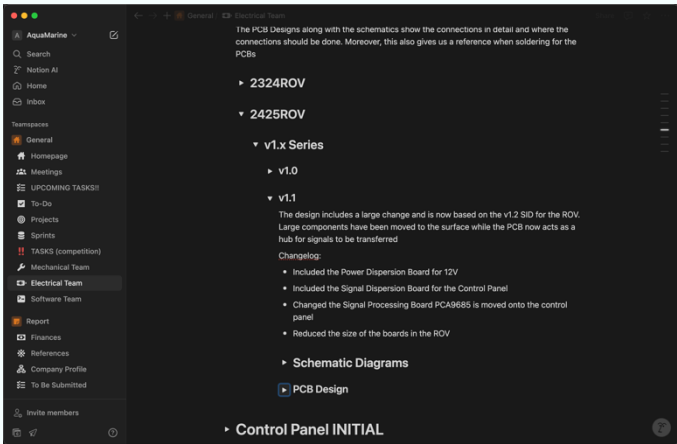 General
Electrical Team
A AquaMarine
Search
Notion AI
Home
Inbox
Teamspaces
General
Homepage
Meetings
UPCOMING TASKS!!
To-Do
Projects
Sprints
TASKS (competition)
Mechanical Team
Electrical Team
Software Team
Report
Finances
References
Company Profile
To Be Submitted
Invite members
The PCB Designs along with the schematics show the connections in detail and where the
connections should be done. Moreover, this also gives us a reference when soldering for the
PCBs
2324ROV
2425ROV
v1.x Series
v1.0
v1.1
The design includes a large change and is now based on the v1.2 SID for the ROV.
Large components have been moved to the surface while the PCB now acts as a
hub for signals to be transferred
Changelog:
• Included the Power Dispersion Board for 12V
• Included the Signal Dispersion Board for the Control Panel
• Changed the Signal Processing Board PCA9685 is moved onto the control
panel
• Reduced the size of the boards in the ROV
Schematic Diagrams
PCB Design
Control Panel INITIAL